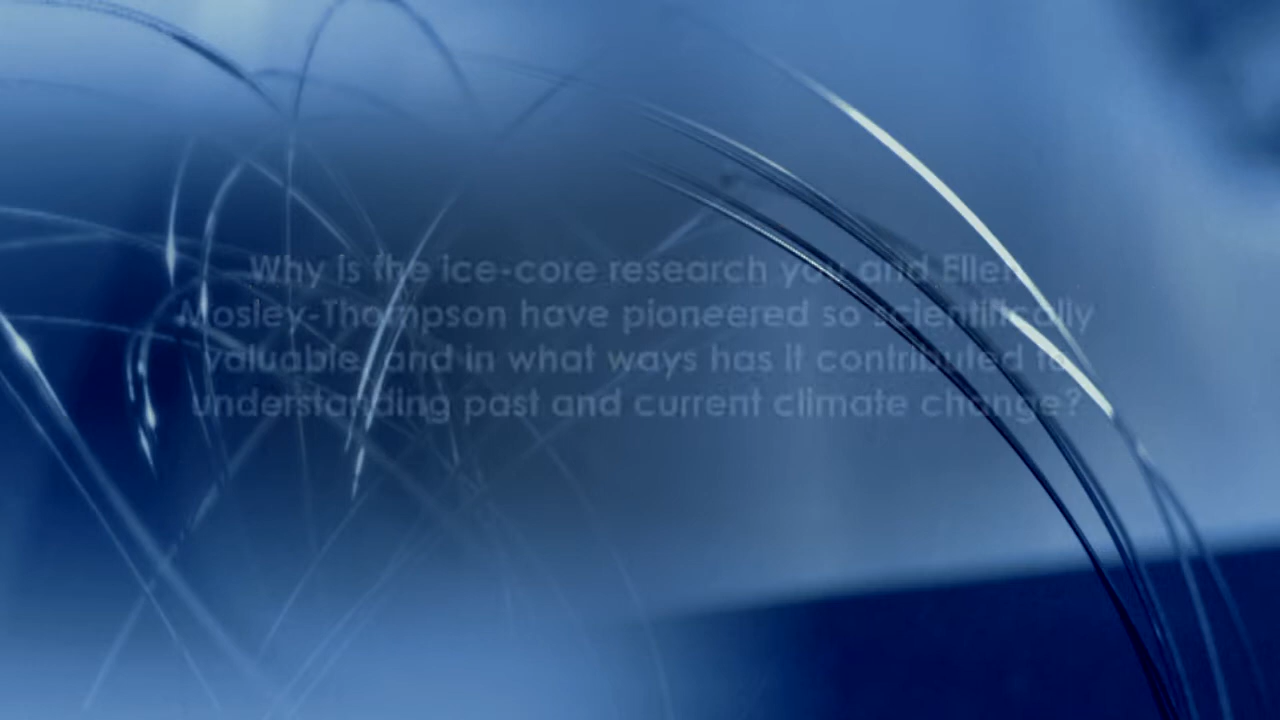 Why is the ice-core research you and Ellen
Mosley-Thompson have pioneered so scientifically
valuable, and in what ways has it contributed to
understanding past and current climate change?